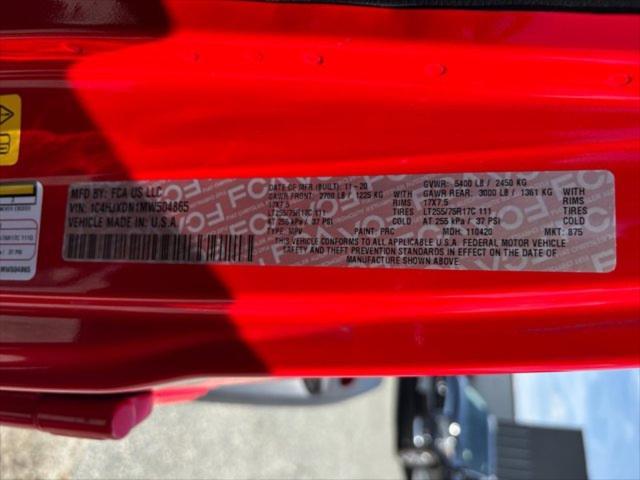 MFD BY: FCA US LLC
VIN: 1C4HJXDN1MW504865
MADE IN U.S.A
DATE OF MFR (BUILT): 11-20
GAWR FRONT: 2700 LB / 1225 KG
17X7.5 RIMS
LT255/75R17C 111 TIRES
AT 255 kPa / 37 PSI COLD
GVWR: 5400 LB / 2450 KG
GAWR REAR: 3000 LB / 1361 KG
17X7.5 RIMS
LT255/75R17C 111 TIRES
AT 255 kPa / 37 PSI COLD
TYPE: MPV PAINT: PRC MDH: 110420 MKT: 875
THIS VEHICLE CONFORMS TO ALL APPLICABLE U.S.A. FEDERAL MOTOR VEHICLE
SAFETY BUMPER AND THEFT PREVENTION STANDARDS IN EFFECT ON THE DATE OF
MANUFACTURE SHOWN ABOVE